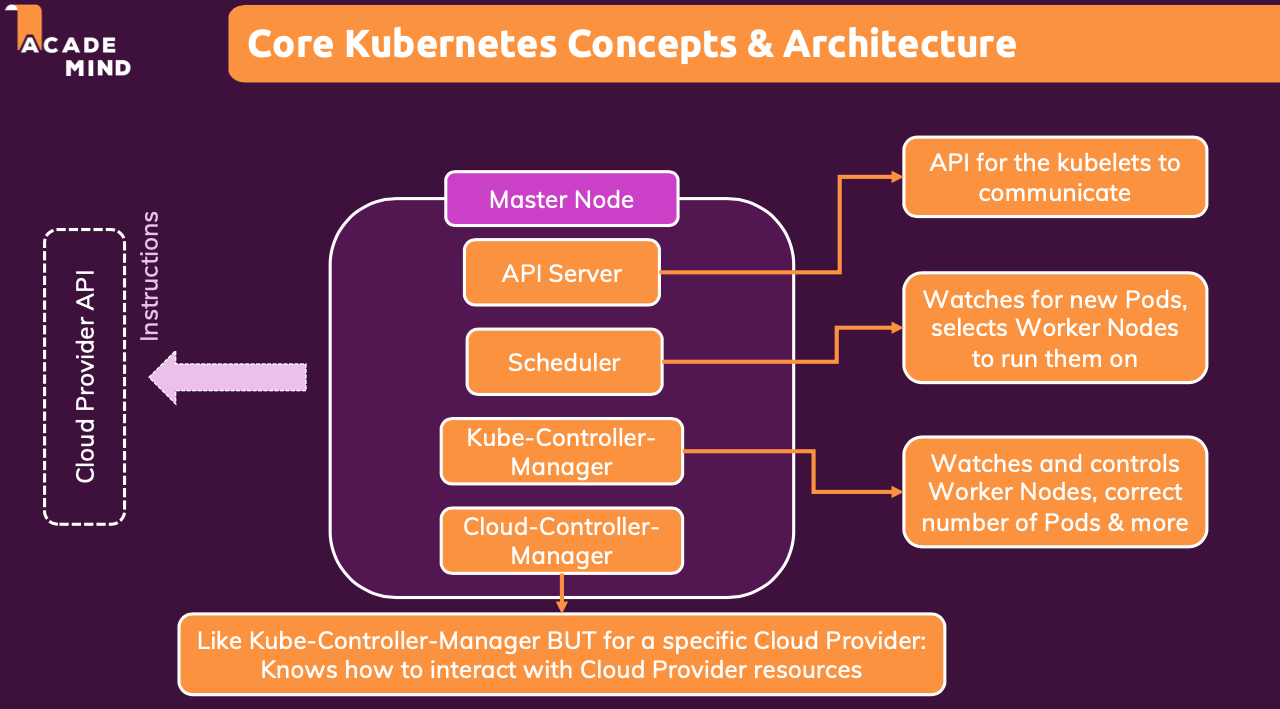 ACADE
MIND
Core Kubernetes Concepts & Architecture
Cloud Provider API
Instructions
Master Node
API Server
Scheduler
Kube-Controller-
Manager
Cloud-Controller-
Manager
API for the kubelets to
communicate
Watches for new Pods,
selects Worker Nodes
to run them on
Watches and controls
Worker Nodes, correct
number of Pods & more
Like Kube-Controller-Manager BUT for a specific Cloud Provider:
Knows how to interact with Cloud Provider resources